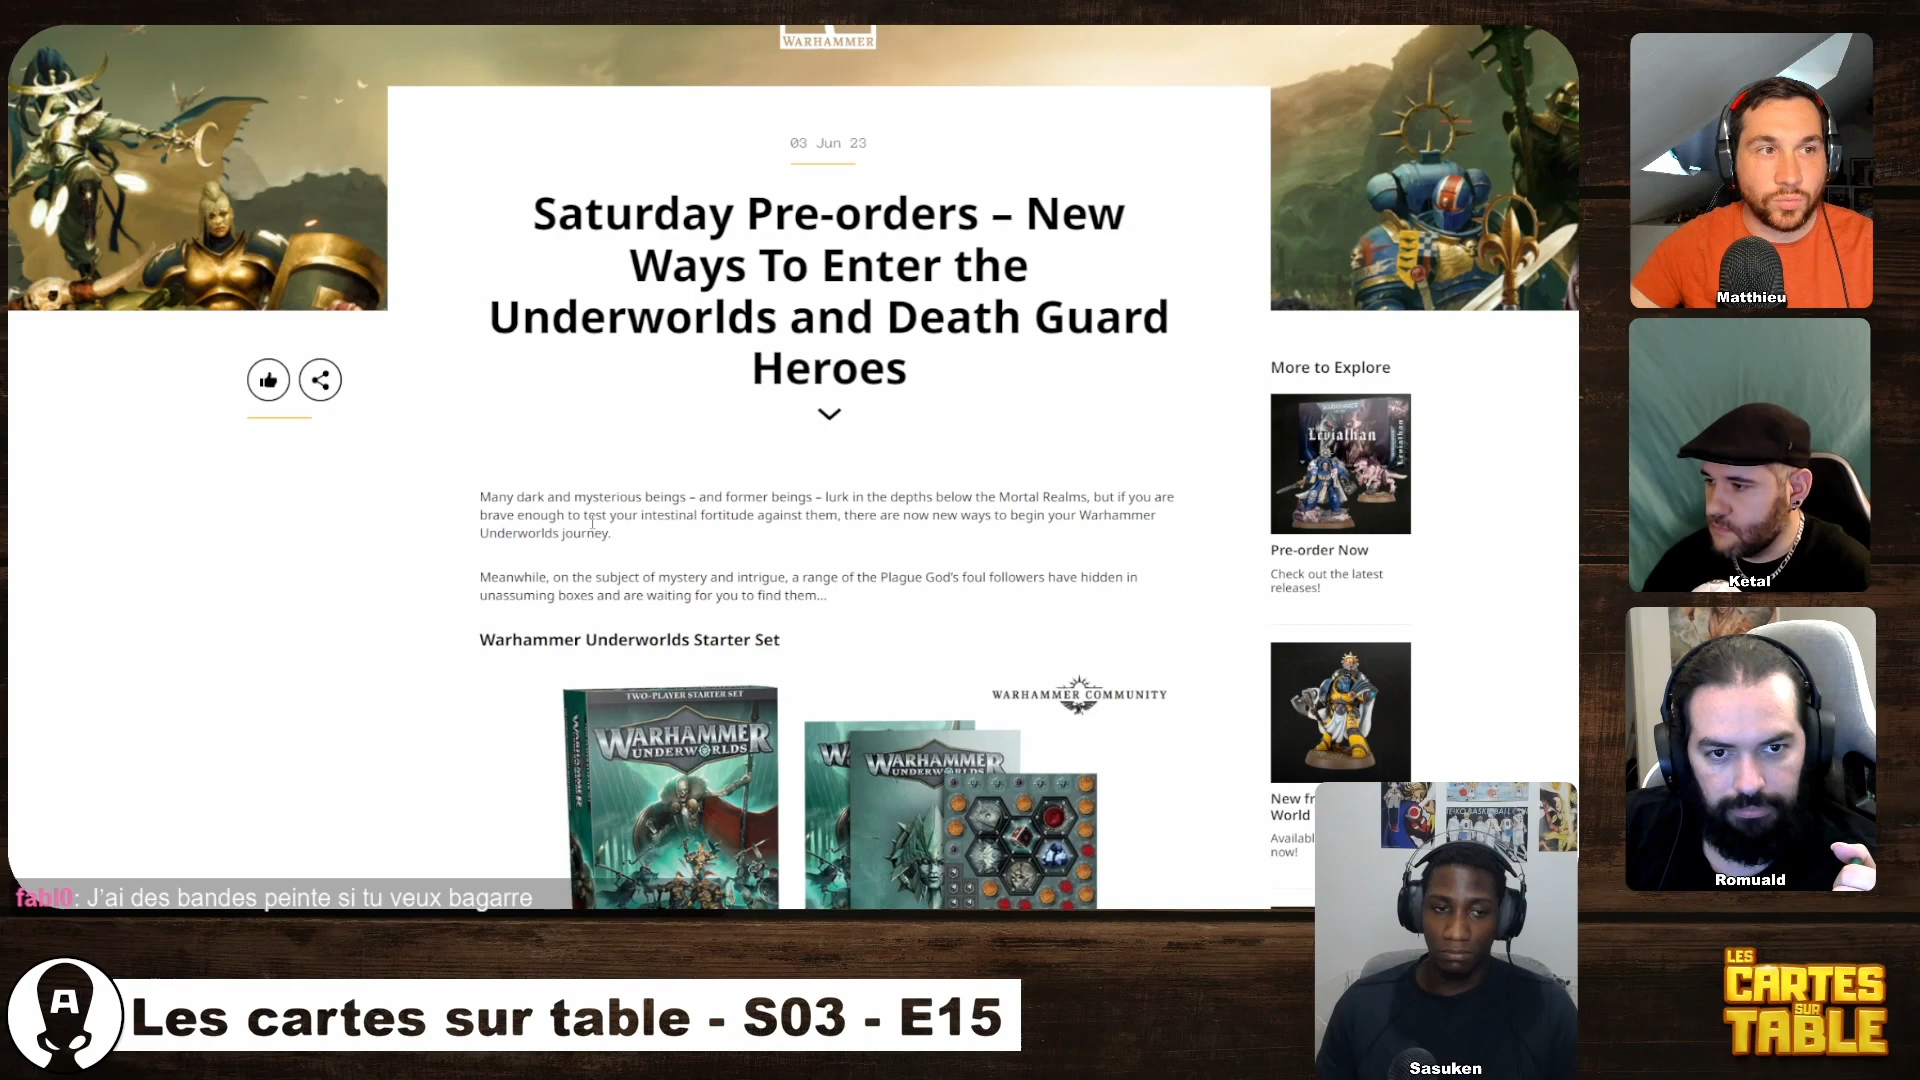 WARHAMMER
03 Jun 23
Saturday Pre-orders – New
Ways To Enter the
Underworlds and Death Guard
Heroes
Many dark and mysterious beings – and former beings – lurk in the depths below the Mortal Realms, but if you are
brave enough to test your intestinal fortitude against them, there are now new ways to begin your Warhammer
Underworlds journey.
Meanwhile, on the subject of mystery and intrigue, a range of the Plague God's foul followers have hidden in
unassuming boxes and are waiting for you to find them...
Warhammer Underworlds Starter Set
WARHAMMER COMMUNITY
TWO-PLAYER STARTER SET
WARHAMMER
UNDERWORLDS
WARHAMMER
UNDERWORLDS
More to Explore
Leviathan
Leviathan
Pre-order Now
Check out the latest
releases!
New fr
World
Availabl
now!
Matthieu
Ketal
Romuald
Sasuken
fabl0: J'ai des bandes peinte si tu veux bagarre
A
Les cartes sur table - S03 - E15
LES
CARTES
SUR
TABLE